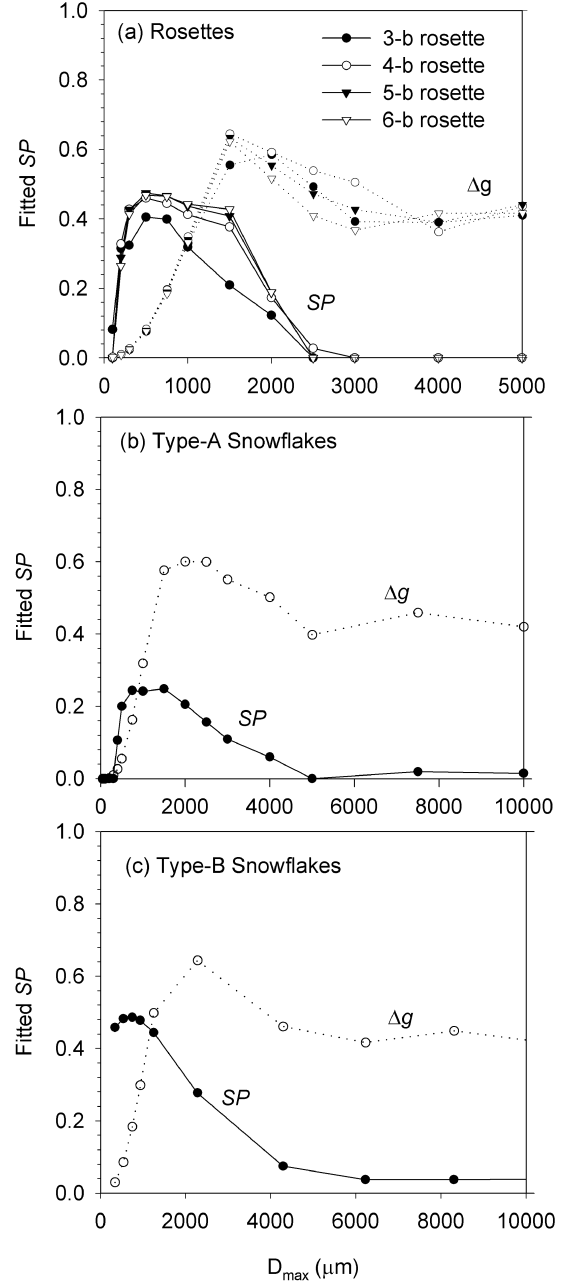 (a) Rosettes
3-b rosette
4-b rosette
5-b rosette
6-b rosette
Δg
SP
Fitted SP
1.0
0.8
0.6
0.4
0.2
0.0
0 1000 2000 3000 4000 5000
(b) Type-A Snowflakes
Δg
SP
Fitted SP
1.0
0.8
0.6
0.4
0.2
0.0
0 2000 4000 6000 8000 10000
(c) Type-B Snowflakes
Δg
SP
Fitted SP
1.0
0.8
0.6
0.4
0.2
0.0
0 2000 4000 6000 8000 10000
Dmax (μm)